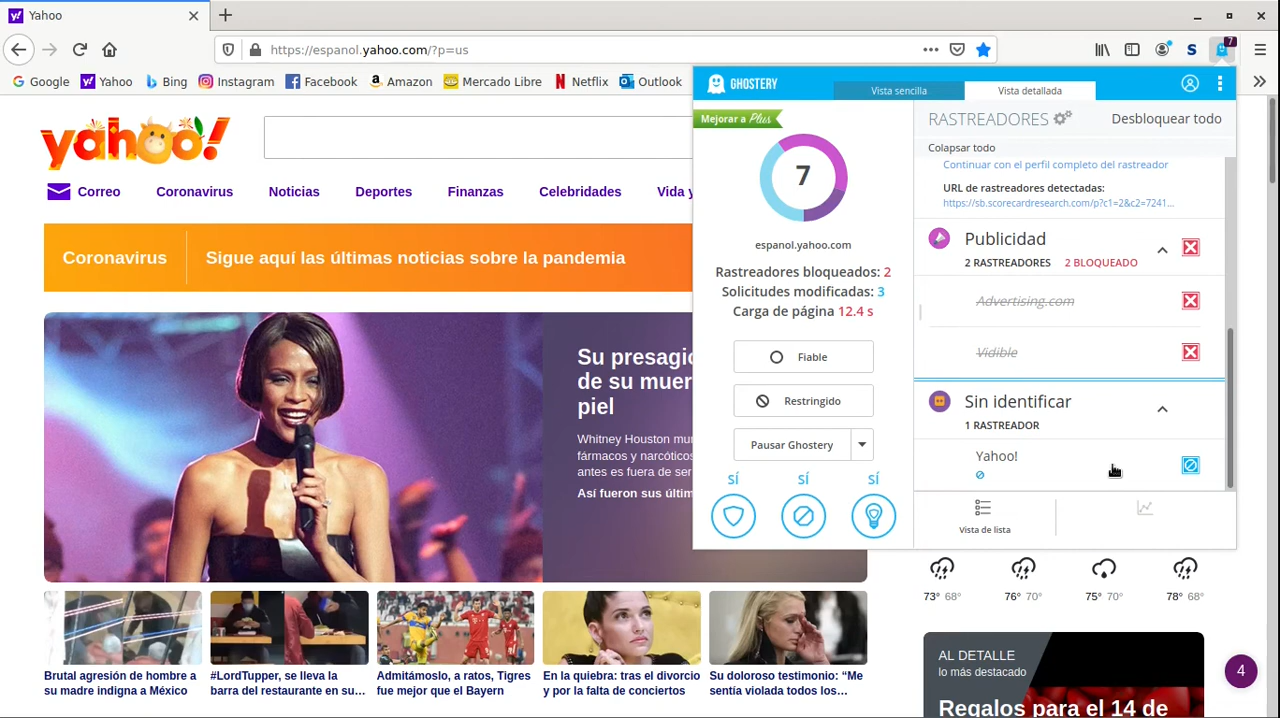 Yahoo
https://espanol.yahoo.com/?p=us
7
Google
Yahoo
Bing
Instagram
Facebook
Amazon
Mercado Libre
Netflix
Outlook
yahoo!
Correo
Coronavirus
Noticias
Deportes
Finanzas
Celebridades
Vida y
Coronavirus
Sigue aquí las últimas noticias sobre la pandemia
Su presagio
de su muer
piel
Whitney Houston mu
fármacos y narcótico
antes es fuera de ser
Así fueron sus últim
Brutal agresión de hombre a
su madre indigna a México
#LordTupper, se lleva la
barra del restaurante en su...
Admitámoslo, a ratos, Tigres
fue mejor que el Bayern
En la quiebra: tras el divorcio
y por la falta de conciertos
Su doloroso testimonio: “Me
sentía violada todos los...
GHOSTERY
Vista sencilla
Vista detallada
Mejorar a Plus
7
espanol.yahoo.com
Rastreadores bloqueados: 2
Solicitudes modificadas: 3
Carga de página 12.4 s
Fiable
Restringido
Pausar Ghostery
SÍ
SÍ
SÍ
RASTREADORES
Desbloquear todo
Colapsar todo
Continuar con el perfil completo del rastreador
URL de rastreadores detectadas:
https://sb.scorecardresearch.com/p?c1=2&c2=7241...
Publicidad
2 RASTREADORES 2 BLOQUEADO
Advertising.com
Vidible
Sin identificar
1 RASTREADOR
Yahoo!
Vista de lista
73° 68°
76° 70°
75° 70°
78° 68°
AL DETALLE
lo más destacado
Regalos para el 14 de
4